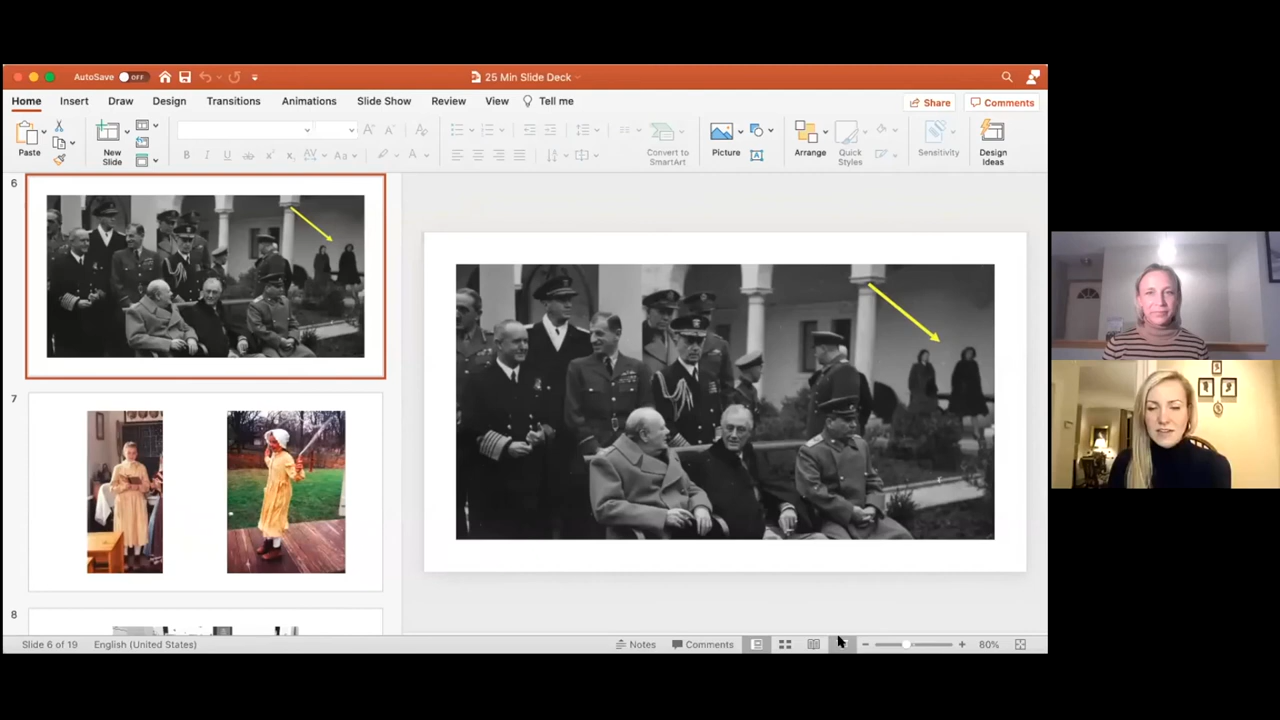 AutoSave OFF
25 Min Slide Deck
Home Insert Draw Design Transitions Animations Slide Show Review View Tell me
Share Comments
Paste
New Slide
Convert to SmartArt
Picture
Arrange
Quick Styles
Sensitivity
Design Ideas
6
7
8
Slide 6 of 19 English (United States) Notes Comments 80%